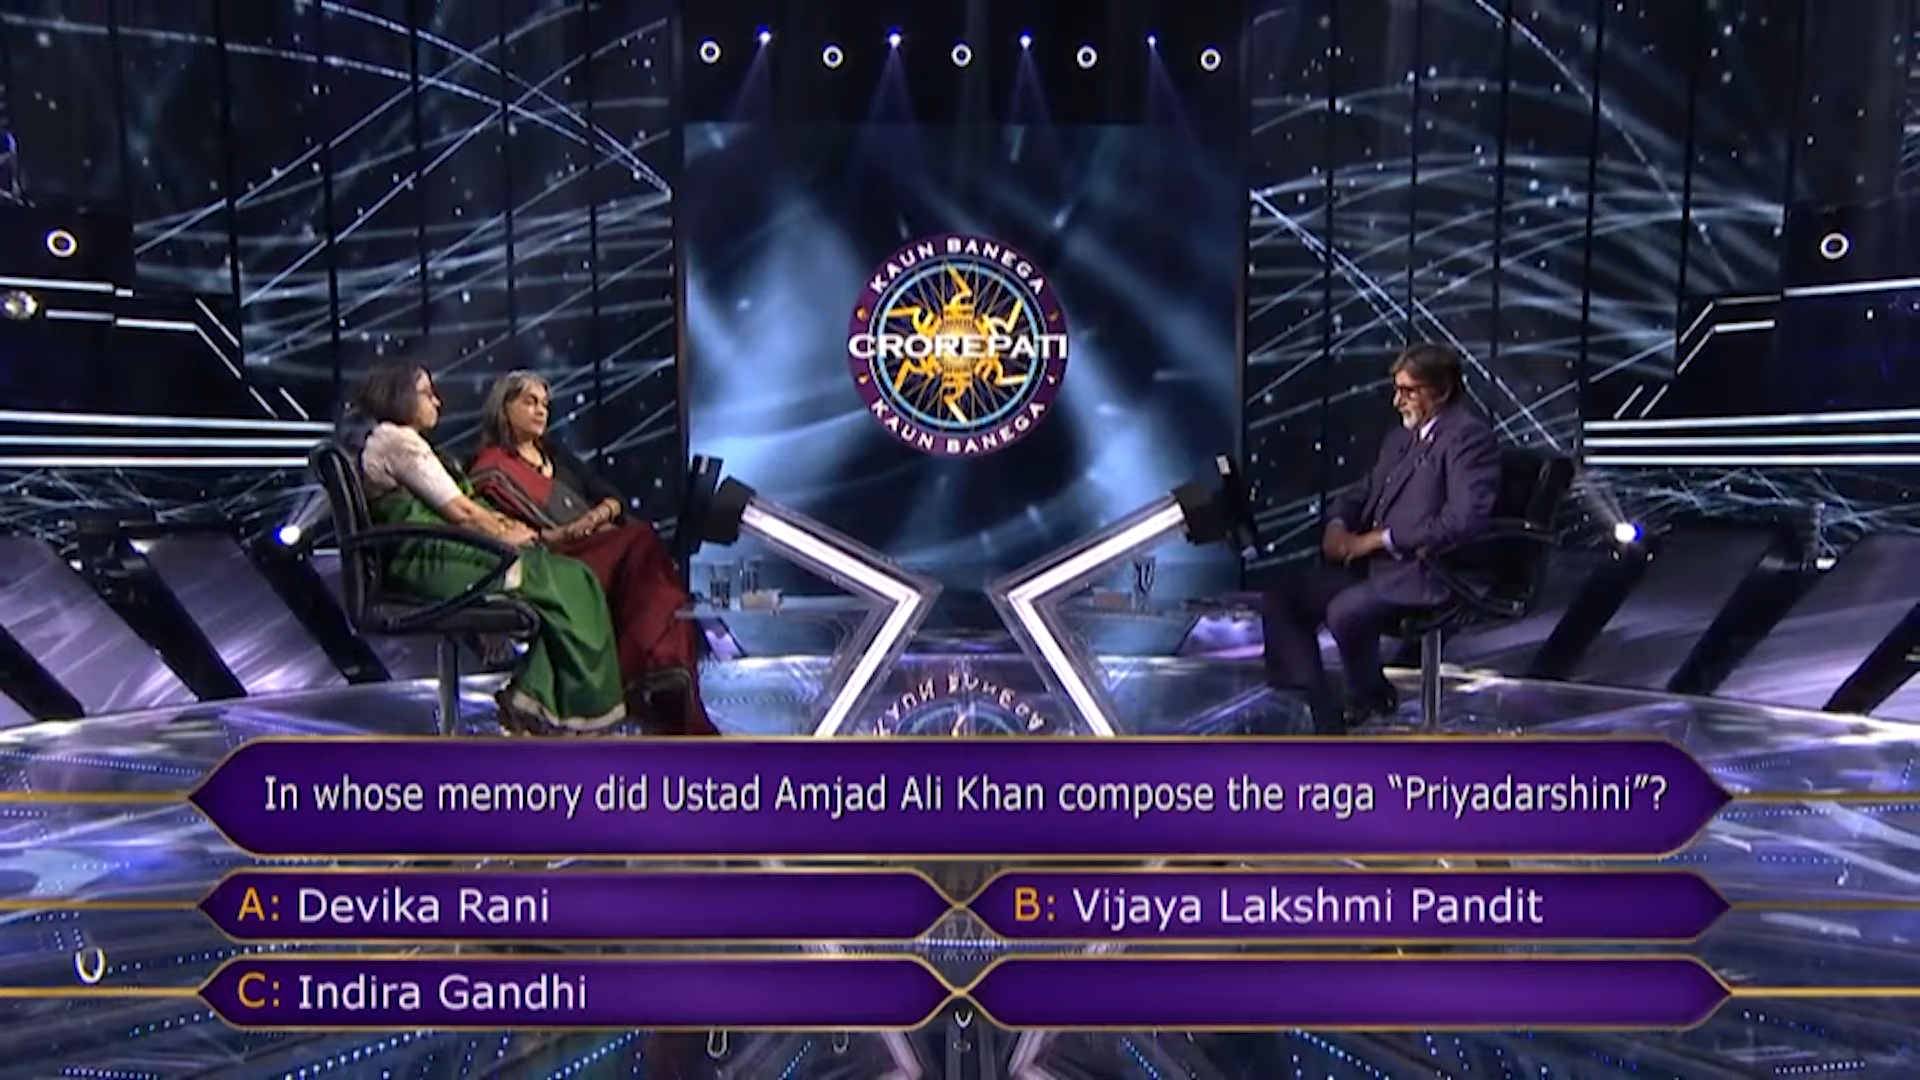 KAUN BANEGA
CROREPATI
KAUN BANEGA
In whose memory did Ustad Amjad Ali Khan compose the raga “Priyadarshini”?
A: Devika Rani
B: Vijaya Lakshmi Pandit
C: Indira Gandhi